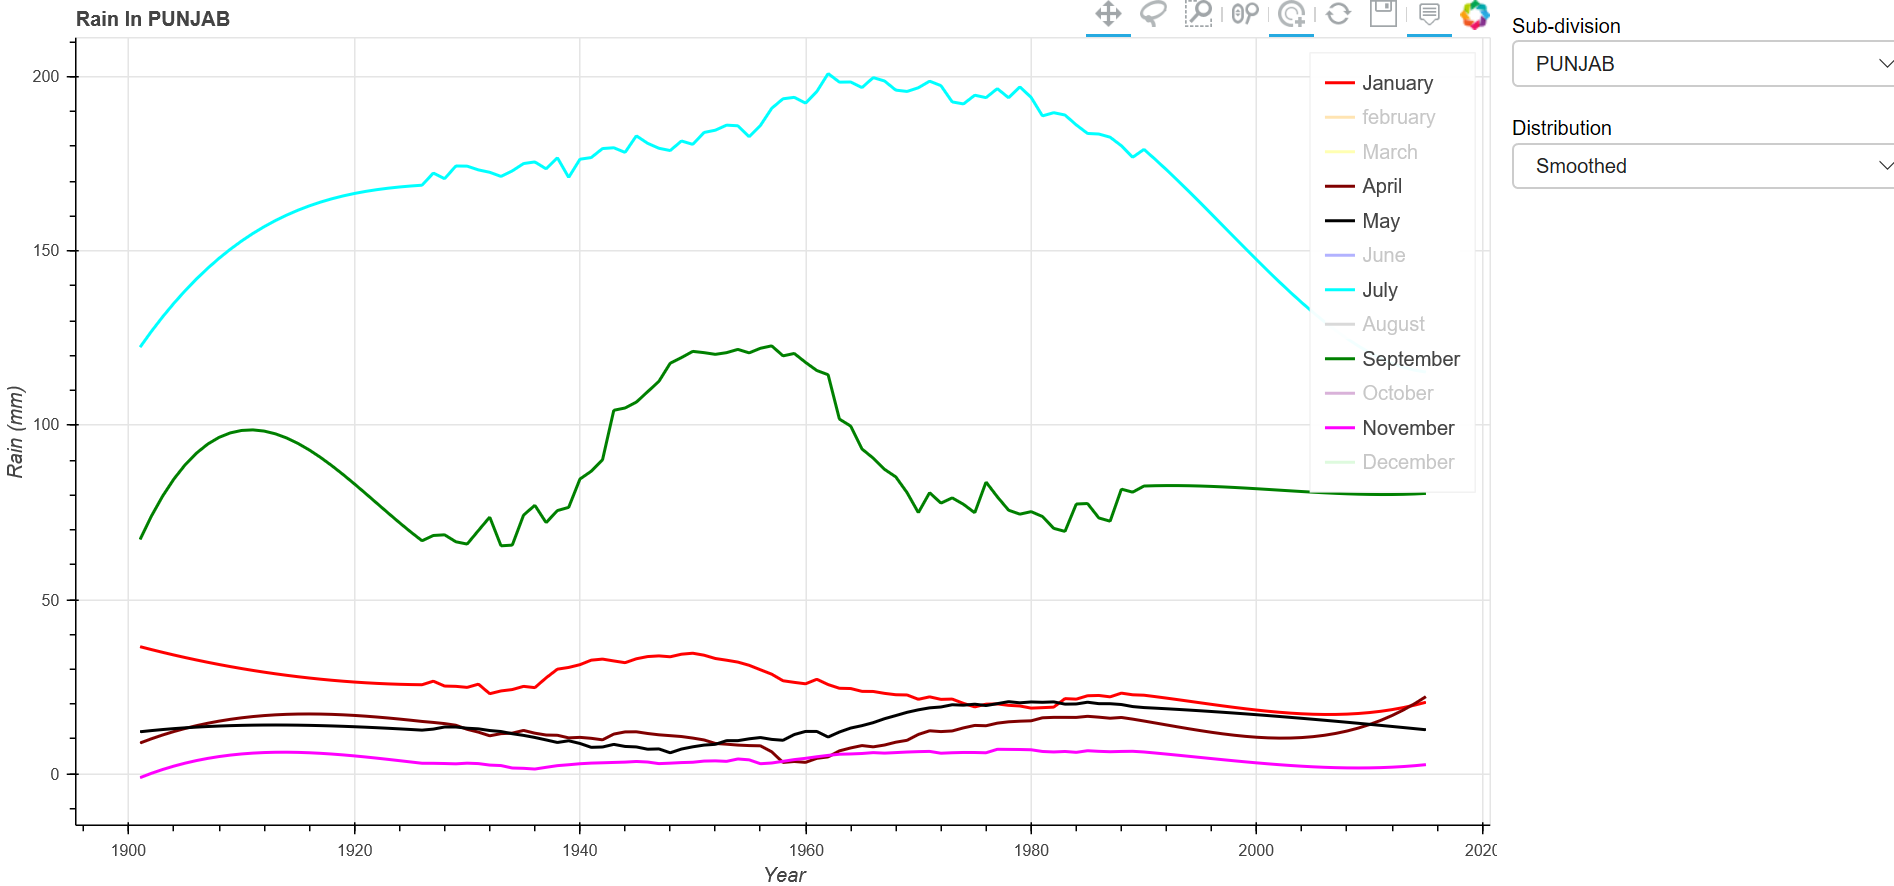 Rain In PUNJAB
Sub-division
PUNJAB
Distribution
Smoothed
January
february
March
April
May
June
July
August
September
October
November
December
200
150
100
50
0
Rain (mm)
1900
1920
1940
1960
1980
2000
202
Year